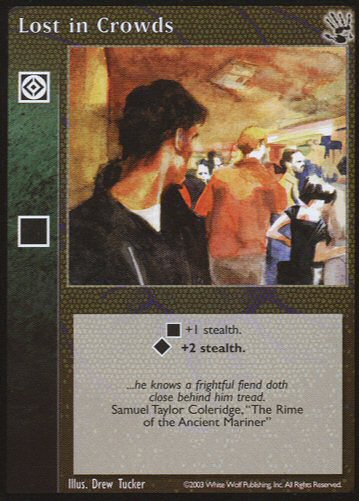 Lost in Crowds
+1 stealth.
+2 stealth.
...he knows a frightful fiend doth
close behind him tread.
Samuel Taylor Coleridge, "The Rime
of the Ancient Mariner"
Illus. Drew Tucker
©2003 White Wolf Publishing, Inc. All Rights Reserved.